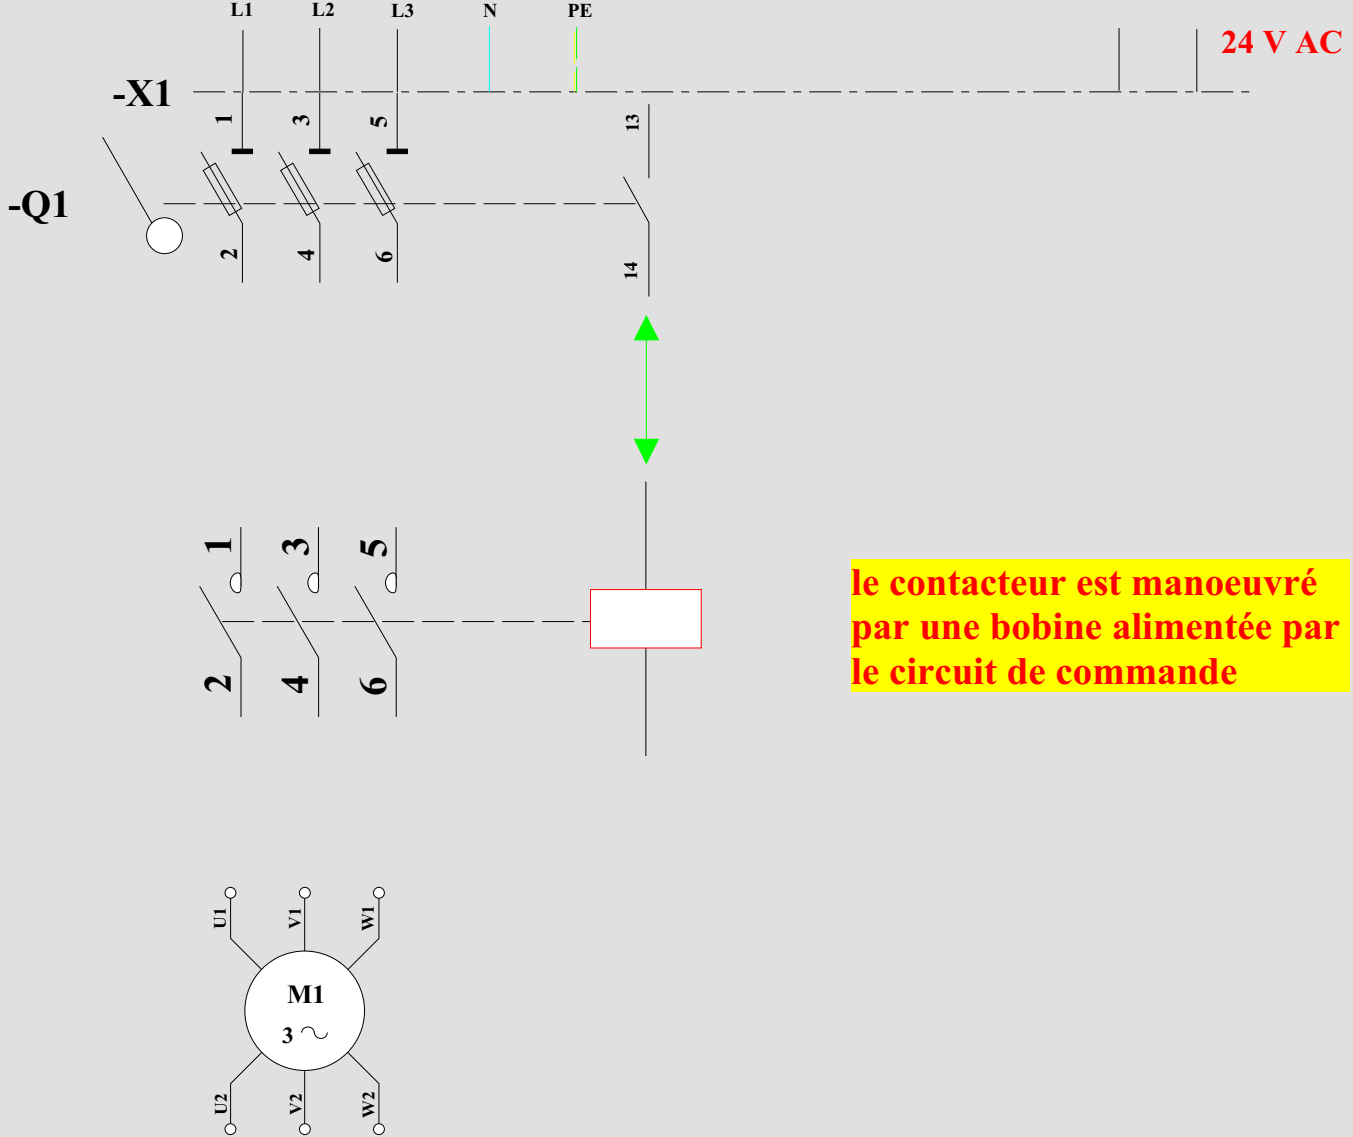 L1 L2 L3 N PE
24 V AC
-X1
1 3 5 13
-Q1
2 4 6 14
1 3 5
le contacteur est manoeuvré
par une bobine alimentée par
le circuit de commande
2 4 6
U1 V1 W1
M1
3 ~
U2 V2 W2